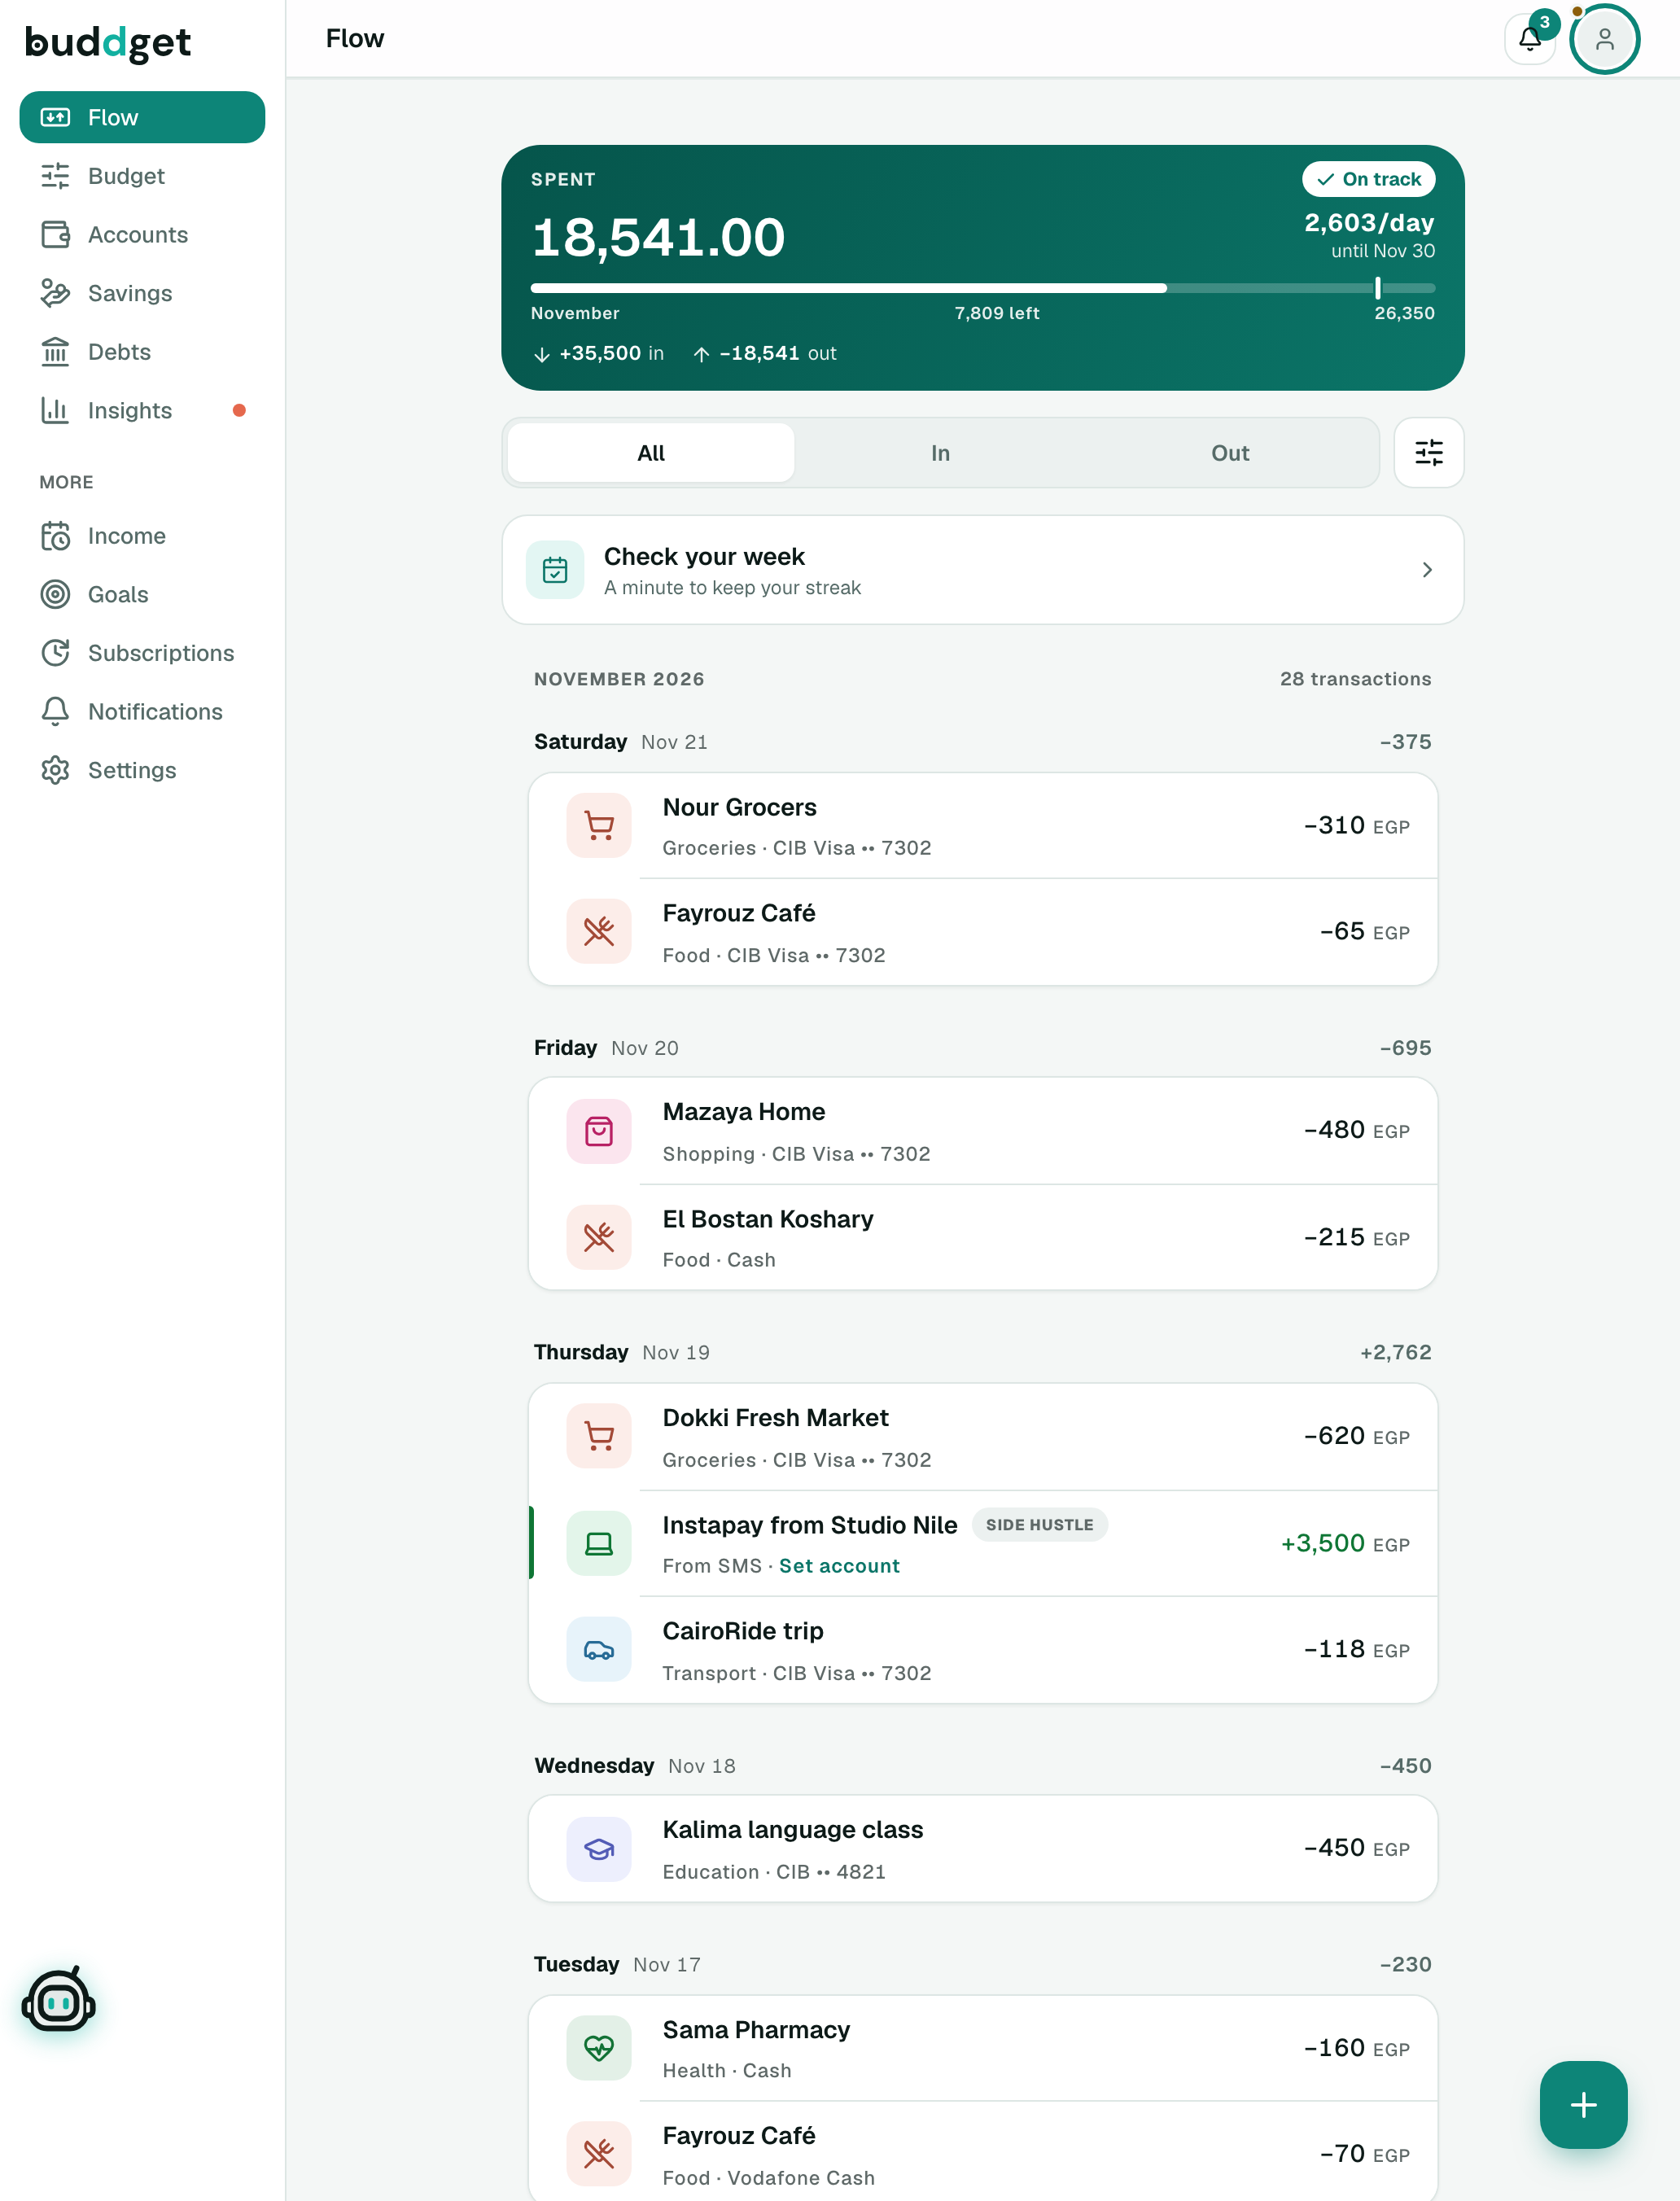 buddget
Flow
3
Flow
Budget
Accounts
Savings
Debts
Insights
MORE
Income
Goals
Subscriptions
Notifications
Settings
SPENT
On track
18,541.00
2,603/day
until Nov 30
November
7,809 left
26,350
+35,500 in
−18,541 out
All
In
Out
Check your week
A minute to keep your streak
NOVEMBER 2026
28 transactions
Saturday Nov 21
−375
Nour Grocers
Groceries · CIB Visa •• 7302
−310 EGP
Fayrouz Café
Food · CIB Visa •• 7302
−65 EGP
Friday Nov 20
−695
Mazaya Home
Shopping · CIB Visa •• 7302
−480 EGP
El Bostan Koshary
Food · Cash
−215 EGP
Thursday Nov 19
+2,762
Dokki Fresh Market
Groceries · CIB Visa •• 7302
−620 EGP
Instapay from Studio Nile SIDE HUSTLE
From SMS · Set account
+3,500 EGP
CairoRide trip
Transport · CIB Visa •• 7302
−118 EGP
Wednesday Nov 18
−450
Kalima language class
Education · CIB •• 4821
−450 EGP
Tuesday Nov 17
−230
Sama Pharmacy
Health · Cash
−160 EGP
Fayrouz Café
Food · Vodafone Cash
−70 EGP